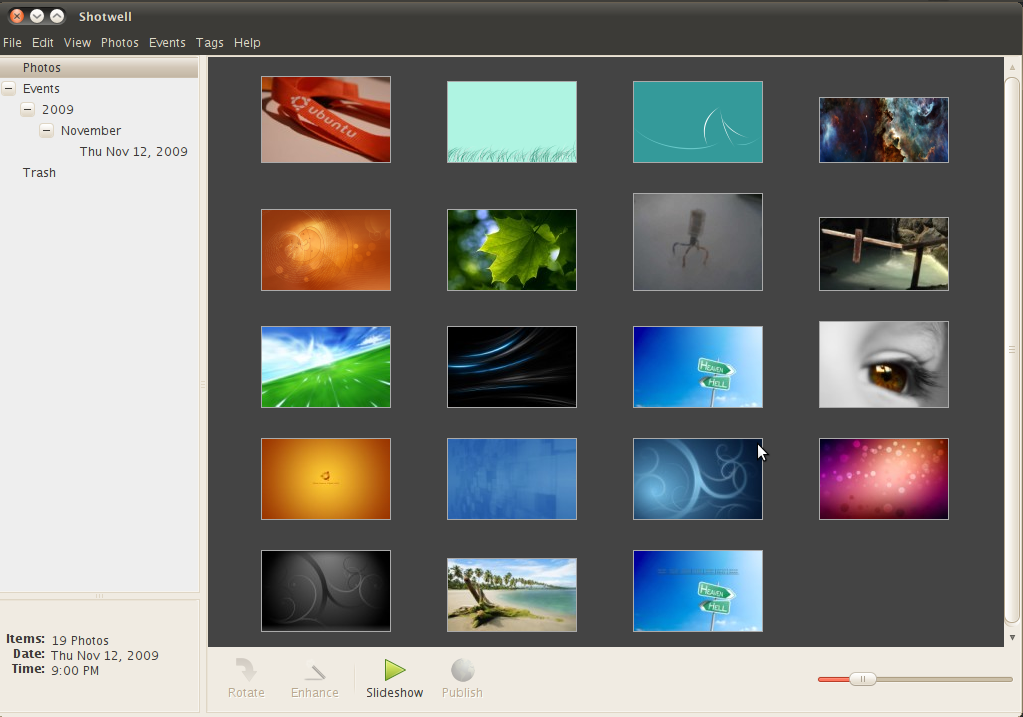 Shotwell
File Edit View Photos Events Tags Help
Photos
Events
2009
November
Thu Nov 12, 2009
Trash
ubuntu
HEAVEN
HELL
HEAVEN
HELL
Items: 19 Photos
Date: Thu Nov 12, 2009
Time: 9:00 PM
Rotate Enhance Slideshow Publish